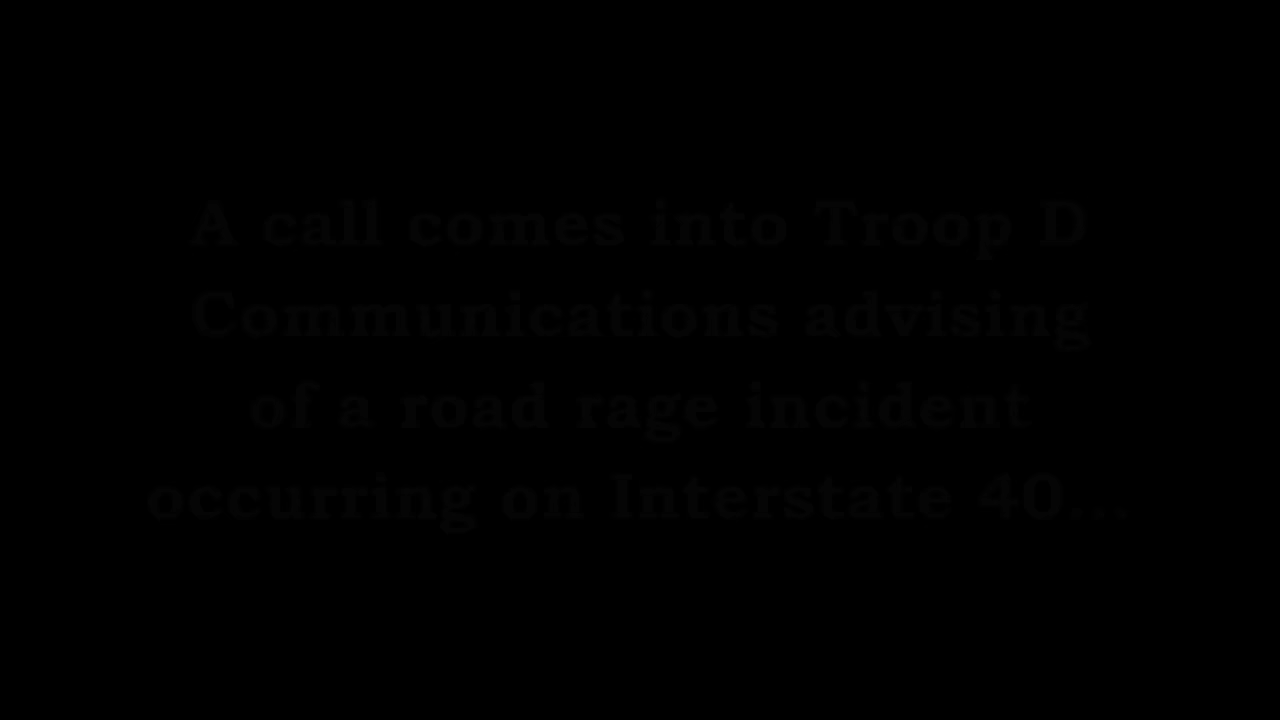 A call comes into Troop D
Communications advising
of a road rage incident
occurring on Interstate 40...